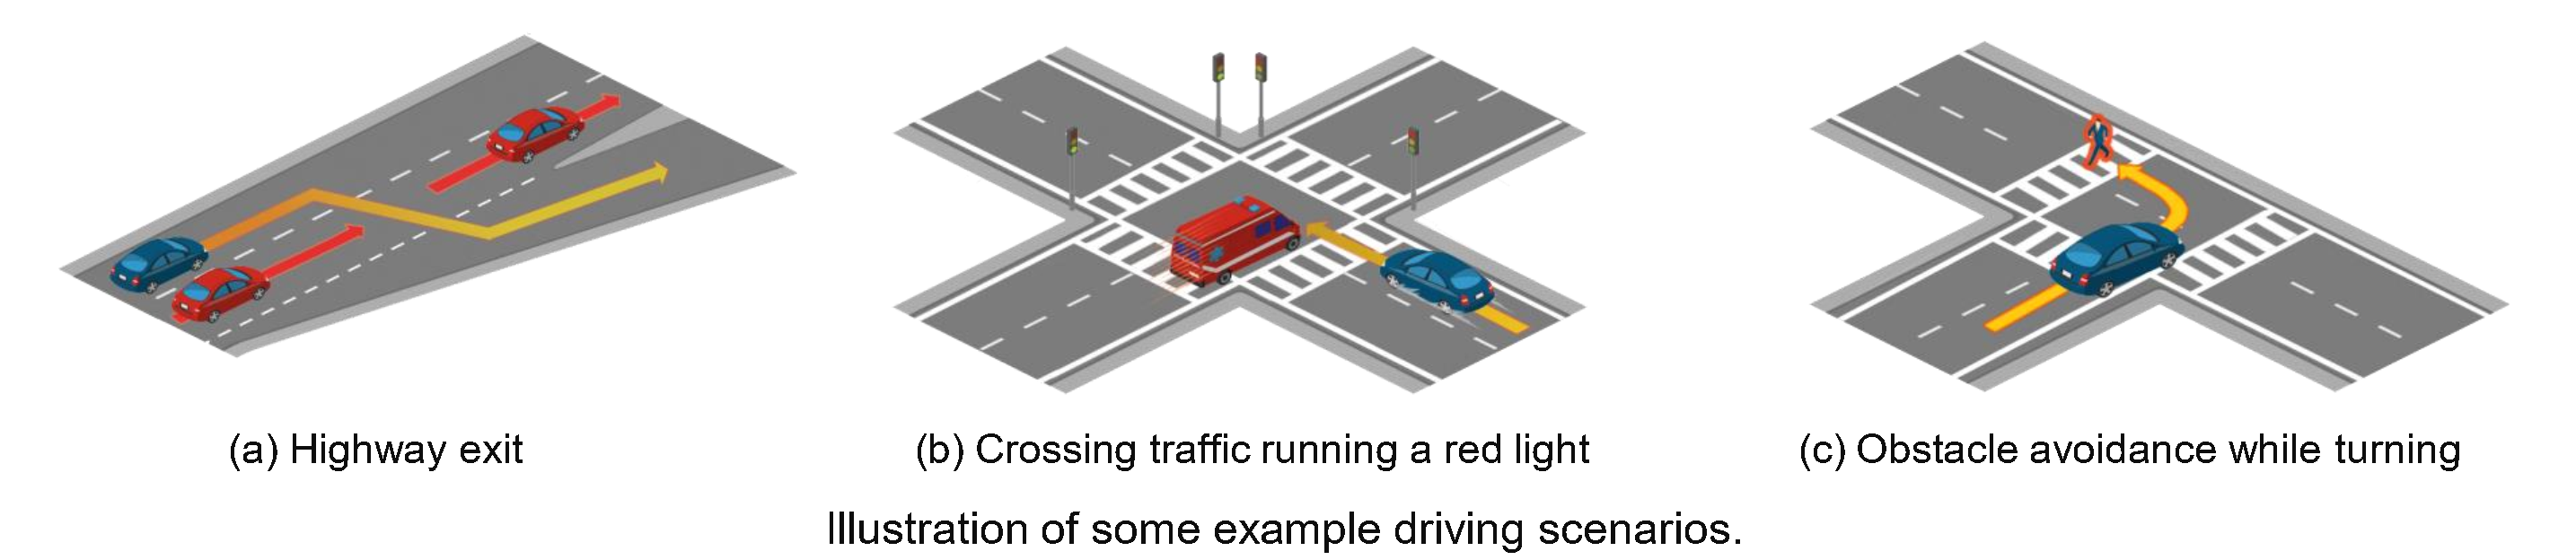 (a) Highway exit
(b) Crossing traffic running a red light
(c) Obstacle avoidance while turning
Illustration of some example driving scenarios.